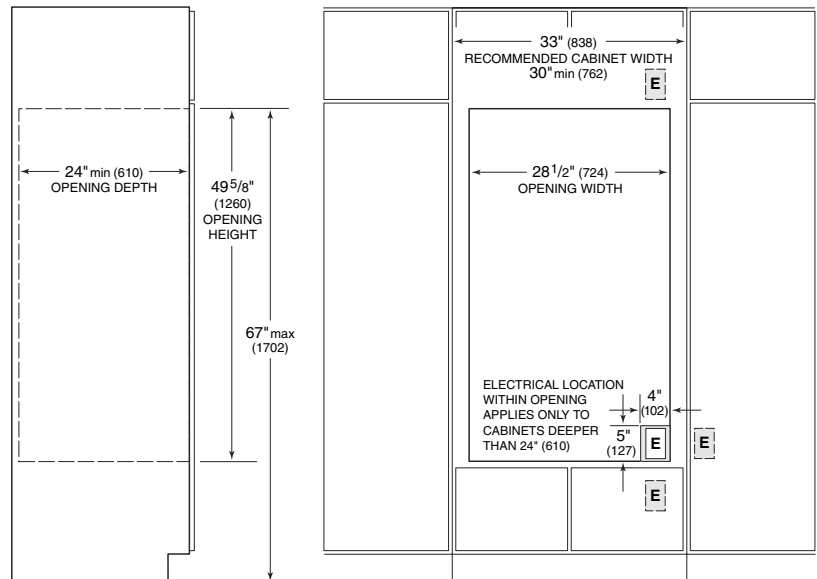 24" min (610)
OPENING DEPTH
49 5/8"
(1260)
OPENING
HEIGHT
67" max
(1702)
33" (838)
RECOMMENDED CABINET WIDTH
30" min (762)
E
28 1/2" (724)
OPENING WIDTH
ELECTRICAL LOCATION
WITHIN OPENING
APPLIES ONLY TO
CABINETS DEEPER
THAN 24" (610)
4"
(102)
5"
(127)
E
E
E